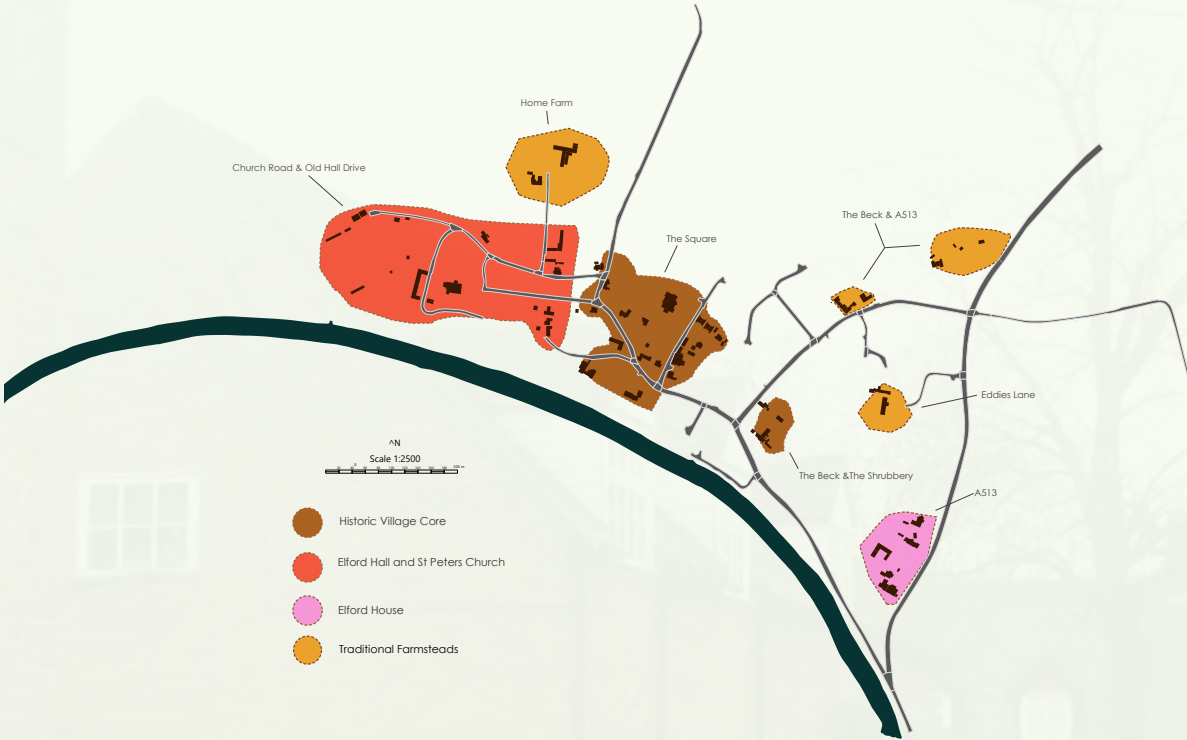 Home Farm
Church Road & Old Hall Drive
The Beck & A513
The Square
Eddies Lane
^N
Scale 1:2500
The Beck &The Shrubbery
A513
Historic Village Core
Elford Hall and St Peters Church
Elford House
Traditional Farmsteads